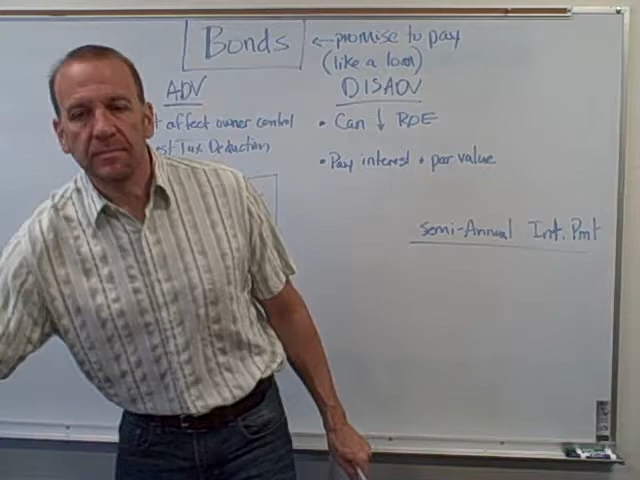 Bonds
← promise to pay
(like a loan)
ADV
DISADV
t affect owner control
est Tax Deduction
• Can ↓ ROE
• Pay interest + par value
Semi-Annual Int. Pmt